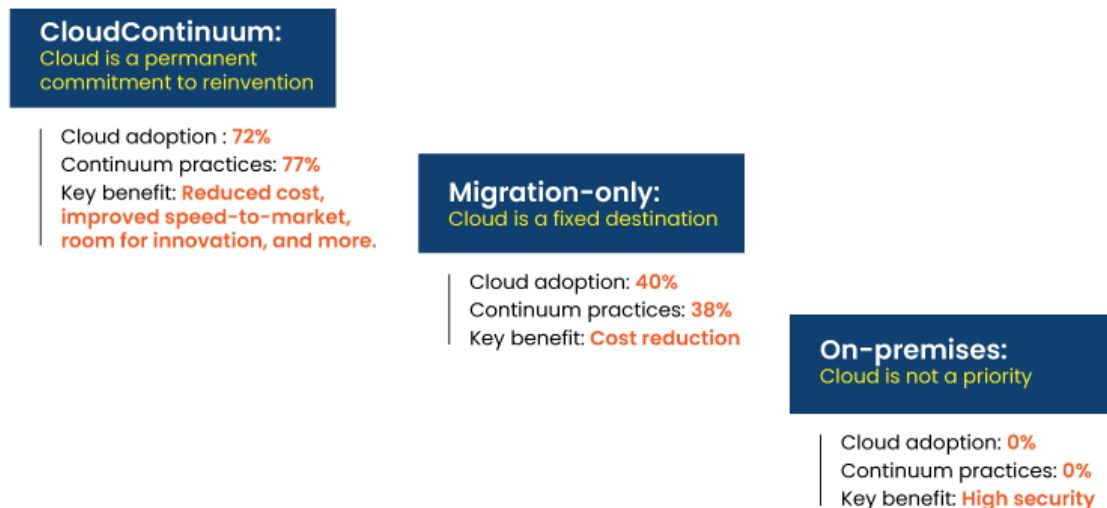 CloudContinuum:
Cloud is a permanent
commitment to reinvention
Cloud adoption : 72%
Continuum practices: 77%
Key benefit: Reduced cost,
improved speed-to-market,
room for innovation, and more.
Migration-only:
Cloud is a fixed destination
Cloud adoption: 40%
Continuum practices: 38%
Key benefit: Cost reduction
On-premises:
Cloud is not a priority
Cloud adoption: 0%
Continuum practices: 0%
Key benefit: High security